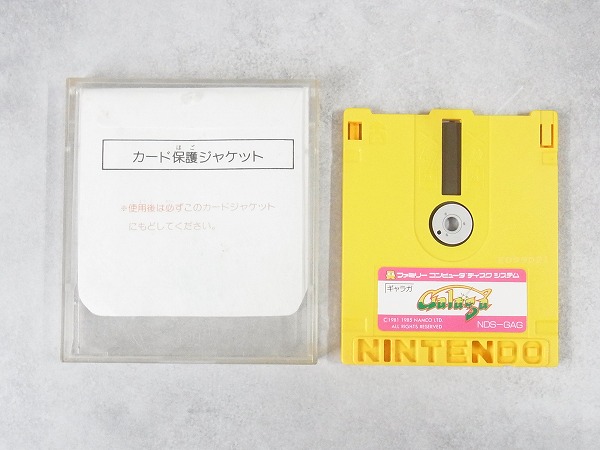 カード保護ジャケット
ほご
※使用後は必ずこのカードジャケット
にもどしてください。
ファミリー コンピュータ ディスク システム
ギャラガ
Galaga
©1981 1985 NAMCO LTD.
ALL RIGHTS RESERVED
NDS-GAG
NINTENDO